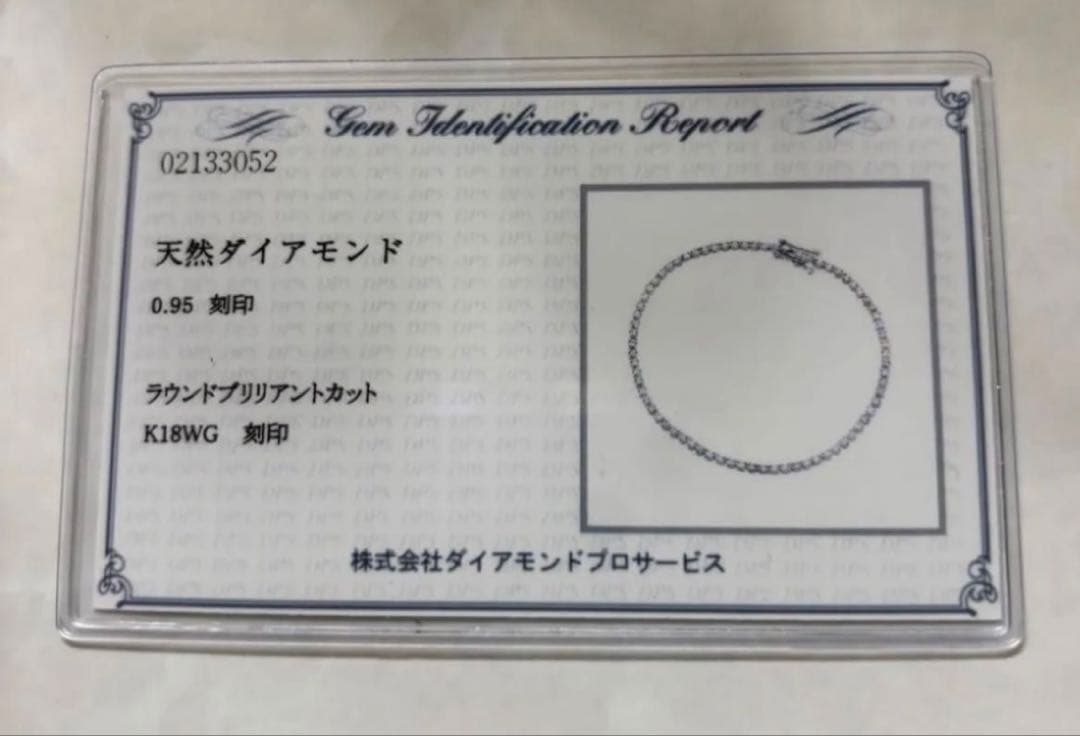 Gem Identification Report
02133052
天然ダイアモンド
0.95 刻印
ラウンドブリリアントカット
K18WG 刻印
株式会社ダイアモンドプロサービス